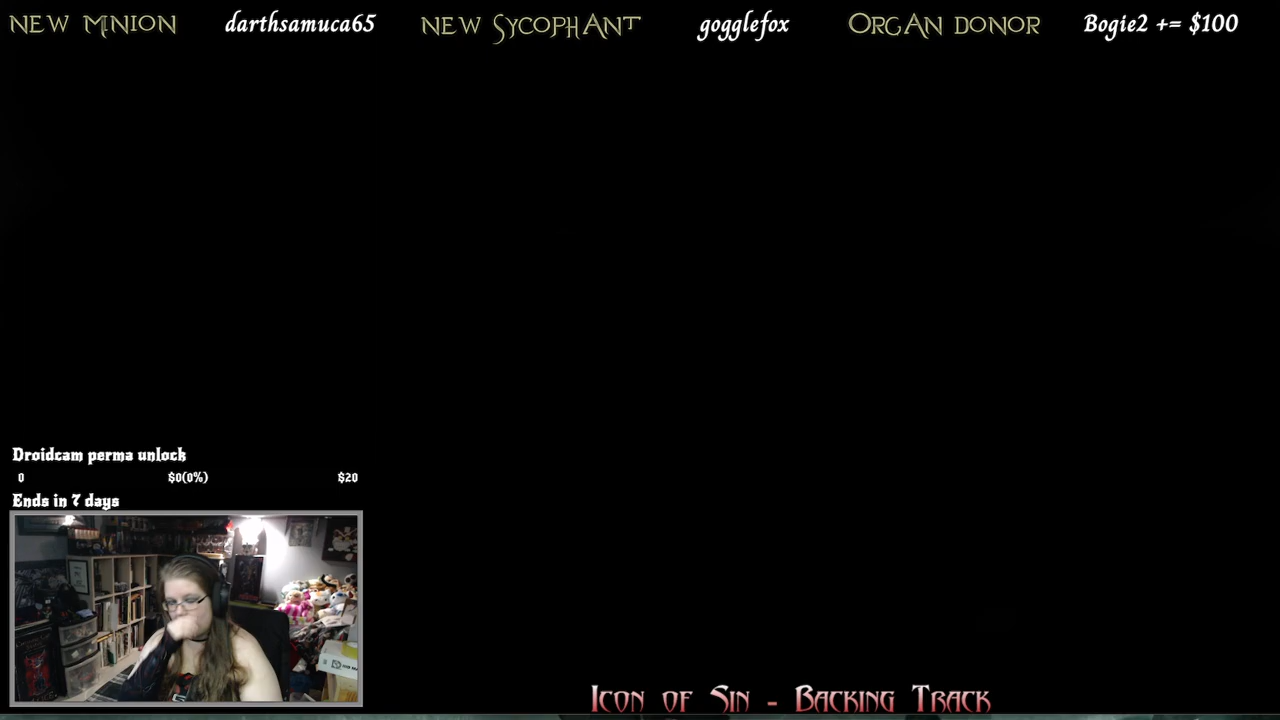 NEW MINION darthsamuca65 NEW SYCOPHANT gogglefox ORGAN DONOR Bogie2 += $100
Droidcam perma unlock
0 $0(0%) $20
Ends in 7 days
ICON OF SIN - BACKING TRACK